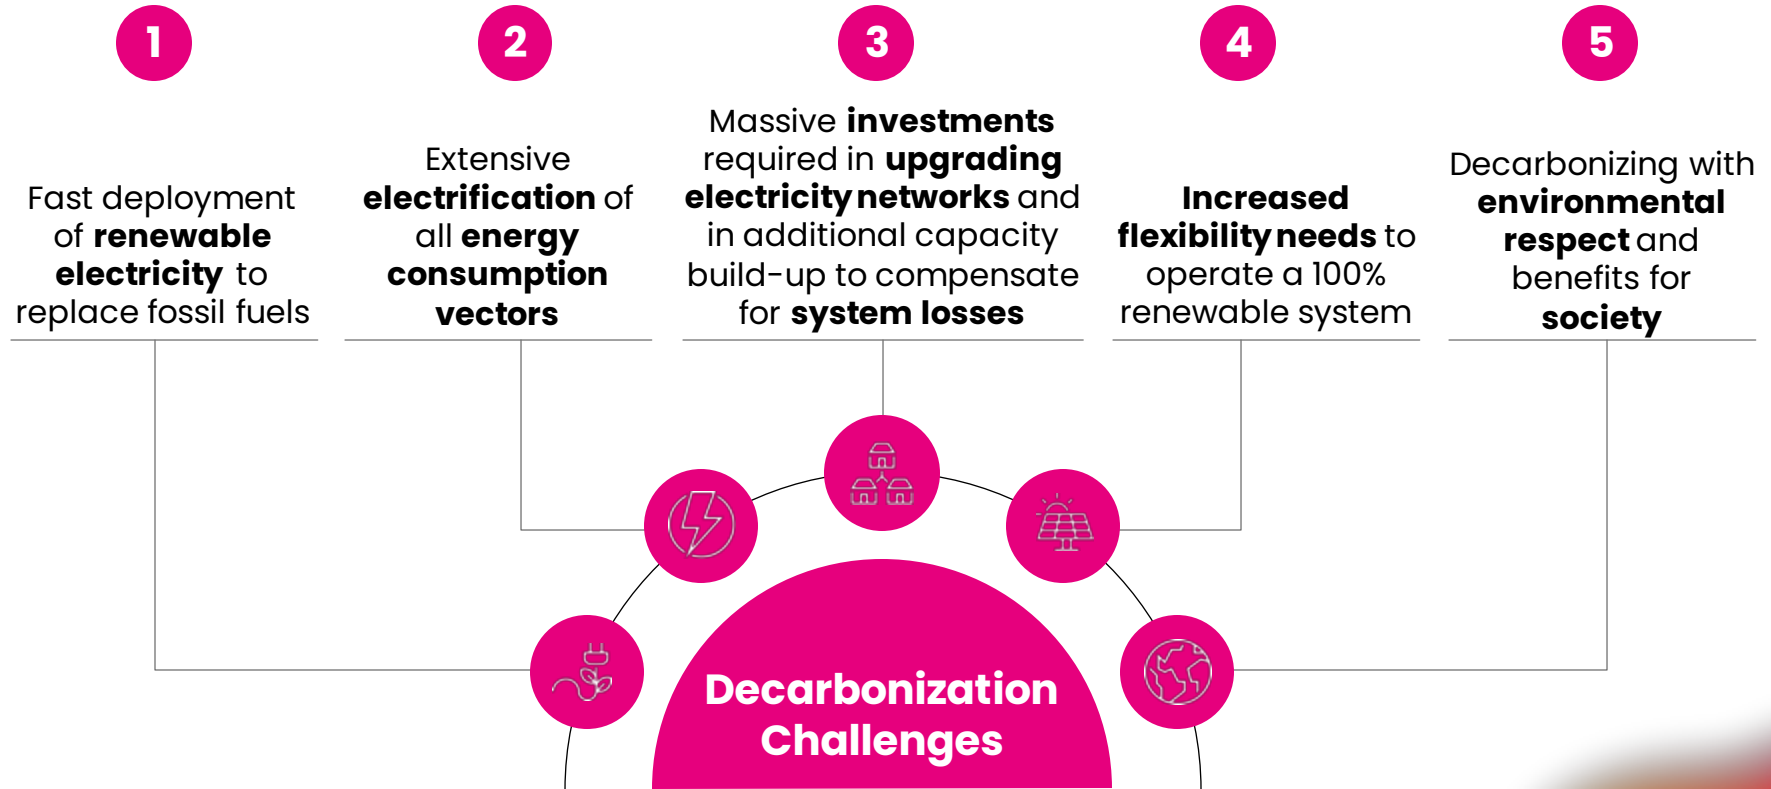 1
Fast deployment
of renewable
electricity to
replace fossil fuels
2
Extensive
electrification of
all energy
consumption
vectors
3
Massive investments
required in upgrading
electricity networks and
in additional capacity
build-up to compensate
for system losses
4
Increased
flexibility needs to
operate a 100%
renewable system
5
Decarbonizing with
environmental
respect and
benefits for
society
Decarbonization
Challenges